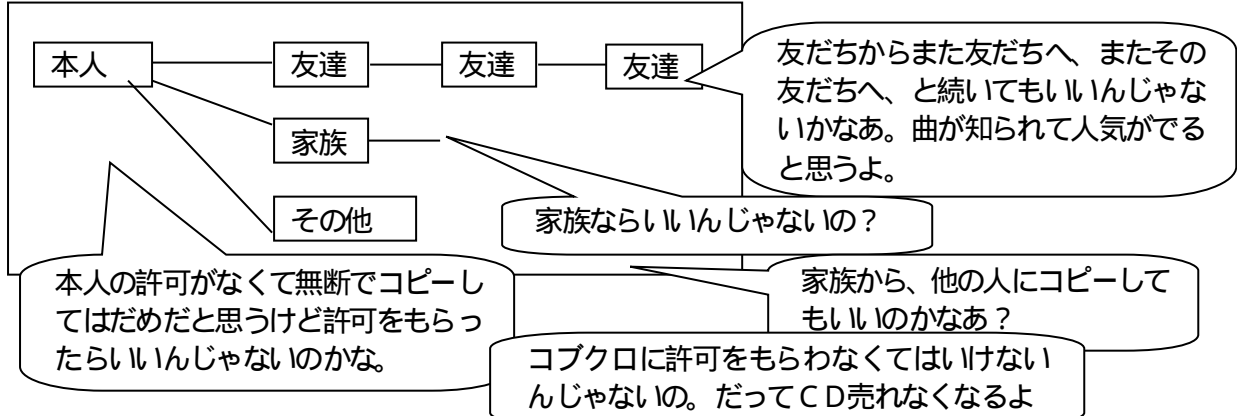 本人
友達
友達
友達
家族
その他
友だちからまた友だちへ、またその
友だちへ、と続いてもいいんじゃな
いかなあ。曲が知られて人気がでる
と思うよ。
家族ならいいんじゃないの？
本人の許可がなくて無断でコピーし
てはだめだと思うけど許可をもらっ
たらいいんじゃないのかな。
家族から、他の人にコピーして
もいいのかなあ？
コブクロに許可をもらわなくてはいけない
んじゃないの。だってＣＤ売れなくなるよ